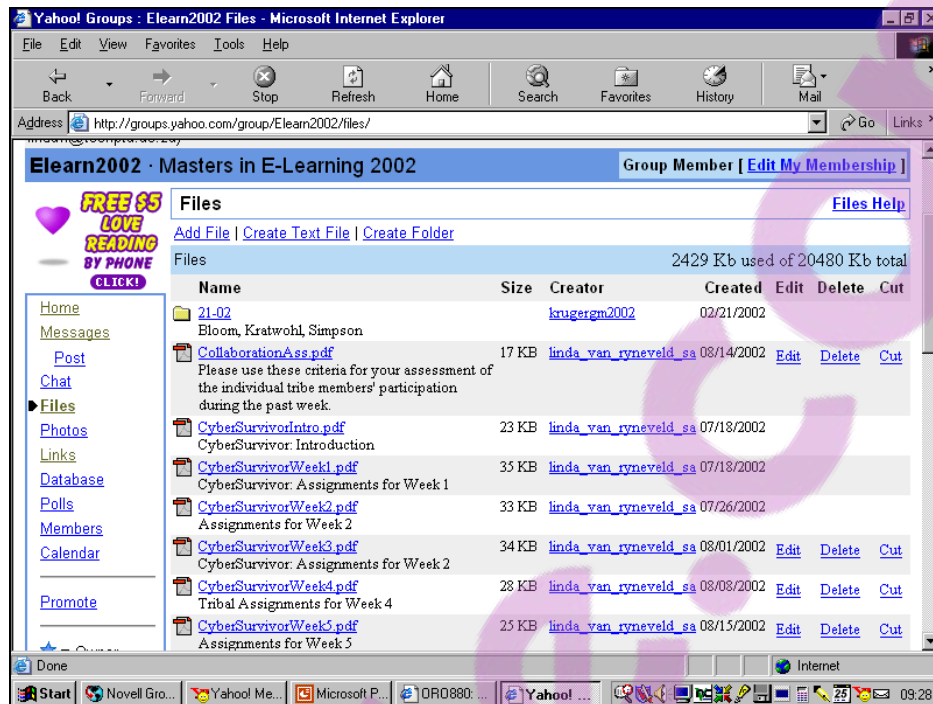 Yahoo! Groups : Elearn2002 Files - Microsoft Internet Explorer
File Edit View Favorites Tools Help
Back Forward Stop Refresh Home Search Favorites History Mail
Address http://groups.yahoo.com/group/Elearn2002/files/ Go Links
Elearn2002 · Masters in E-Learning 2002 Group Member [ Edit My Membership ]
FREE $5
LOVE
READING
BY PHONE
CLICK!
Home
Messages
Post
Chat
Files
Photos
Links
Database
Polls
Members
Calendar
Promote
Files Files Help
Add File | Create Text File | Create Folder
Files 2429 Kb used of 20480 Kb total
Name Size Creator Created Edit Delete Cut
21-02 krugergm2002 02/21/2002
Bloom, Kratwohl, Simpson
CollaborationAss.pdf 17 KB linda_van_ryneveld_sa 08/14/2002 Edit Delete Cut
Please use these criteria for your assessment of
the individual tribe members' participation
during the past week.
CyberSurvivorIntro.pdf 23 KB linda_van_ryneveld_sa 07/18/2002
CyberSurvivor: Introduction
CyberSurvivorWeek1.pdf 35 KB linda_van_ryneveld_sa 07/18/2002
CyberSurvivor: Assignments for Week 1
CyberSurvivorWeek2.pdf 33 KB linda_van_ryneveld_sa 07/26/2002
Assignments for Week 2
CyberSurvivorWeek3.pdf 34 KB linda_van_ryneveld_sa 08/01/2002 Edit Delete Cut
CyberSurvivor: Assignments for Week 2
CyberSurvivorWeek4.pdf 28 KB linda_van_ryneveld_sa 08/08/2002 Edit Delete Cut
Tribal Assignments for Week 4
CyberSurvivorWeek5.pdf 25 KB linda_van_ryneveld_sa 08/15/2002 Edit Delete Cut
Assignments for Week 5
Done Internet
Start Novell Gro... Yahoo! Me... Microsoft P... ORO880: ... Yahoo! ... 25 09:28